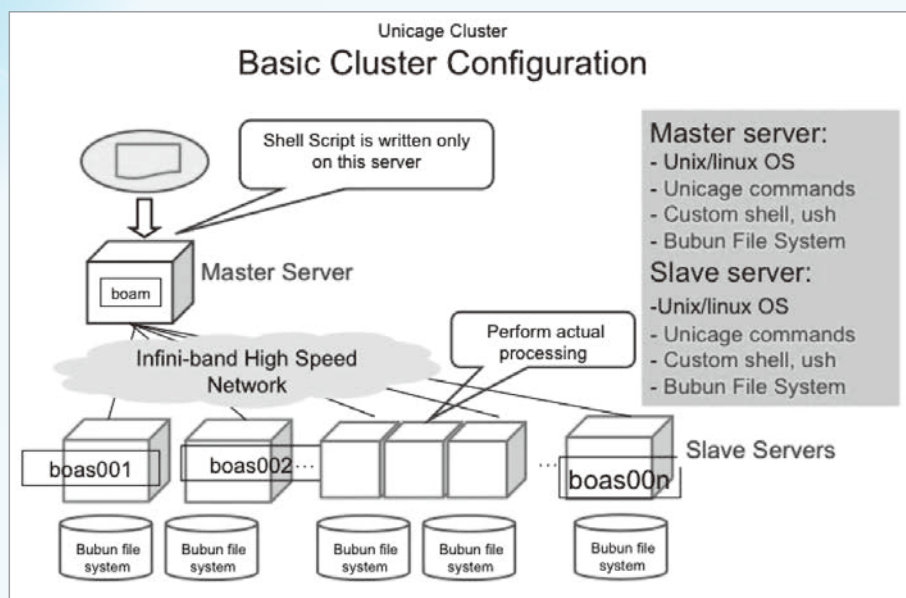 Unicage Cluster
Basic Cluster Configuration
Shell Script is written only
on this server
Master server:
- Unix/linux OS
- Unicage commands
- Custom shell, ush
- Bubun File System
Slave server:
-Unix/linux OS
- Unicage commands
- Custom shell, ush
- Bubun File System
Master Server
boam
Perform actual
processing
Infini-band High Speed
Network
boas001
boas002...
...
boas00n
Slave Servers
Bubun file
system
Bubun file
system
Bubun file
system
Bubun file
system
Bubun file
system